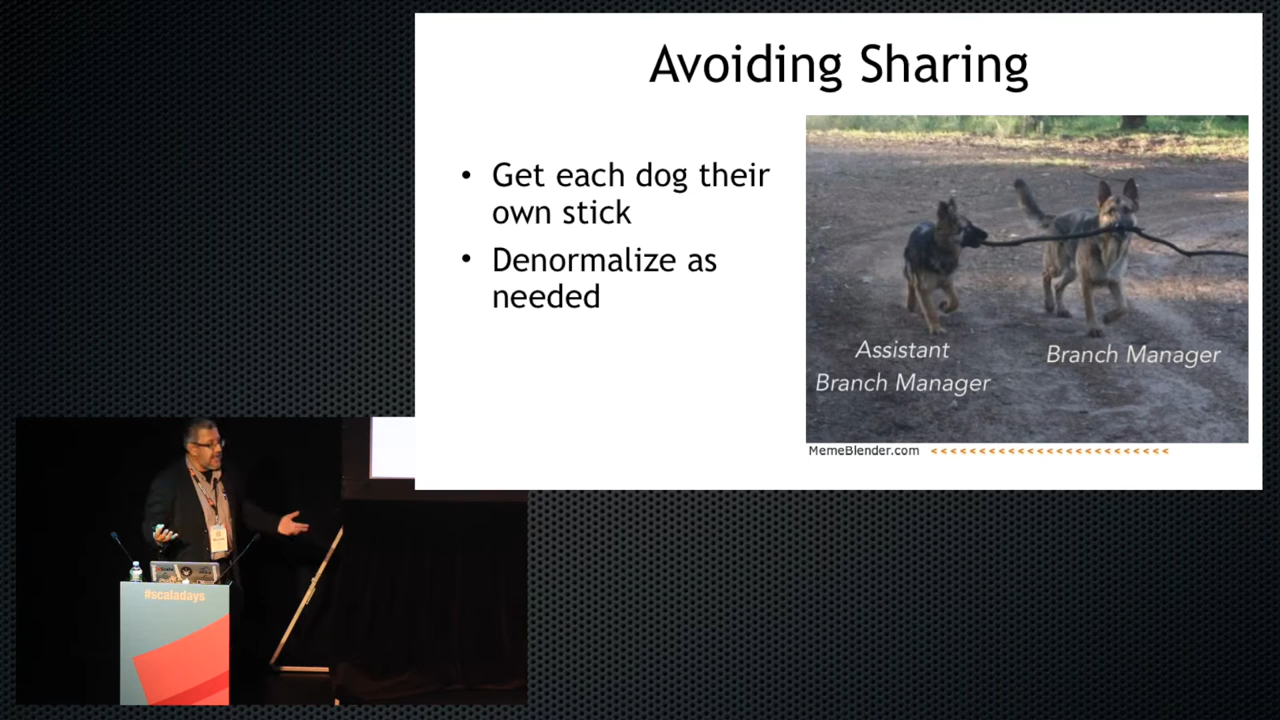 Avoiding Sharing
• Get each dog their
own stick
• Denormalize as
needed
Assistant
Branch Manager
Branch Manager
MemeBlender.com <<<<<<<<<<<<<<<<<<<<<<<<<
#scaladays